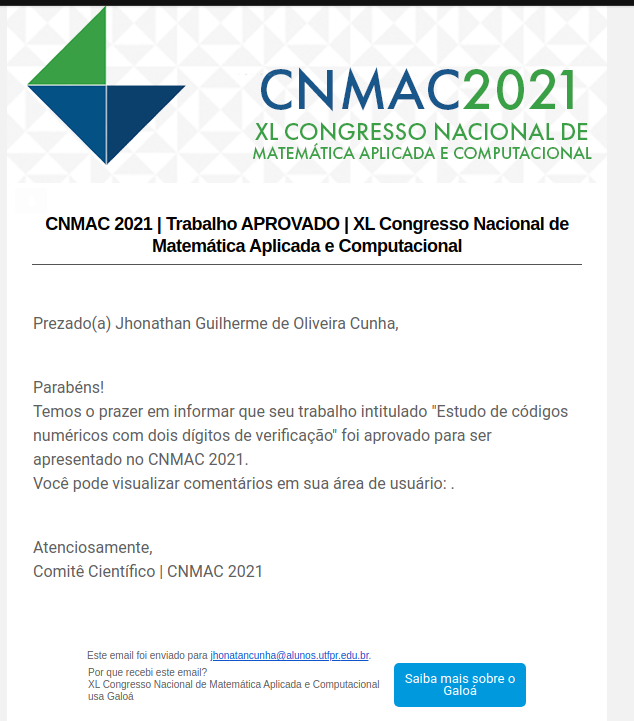 CNMAC2021
XL CONGRESSO NACIONAL DE
MATEMÁTICA APLICADA E COMPUTACIONAL
CNMAC 2021 | Trabalho APROVADO | XL Congresso Nacional de
Matemática Aplicada e Computacional
Prezado(a) Jhonathan Guilherme de Oliveira Cunha,
Parabéns!
Temos o prazer em informar que seu trabalho intitulado "Estudo de códigos
numéricos com dois dígitos de verificação" foi aprovado para ser
apresentado no CNMAC 2021.
Você pode visualizar comentários em sua área de usuário: .
Atenciosamente,
Comitê Científico | CNMAC 2021
Este email foi enviado para jhonatancunha@alunos.utfpr.edu.br.
Por que recebi este email?
XL Congresso Nacional de Matemática Aplicada e Computacional
usa Galoá
Saiba mais sobre o
Galoá